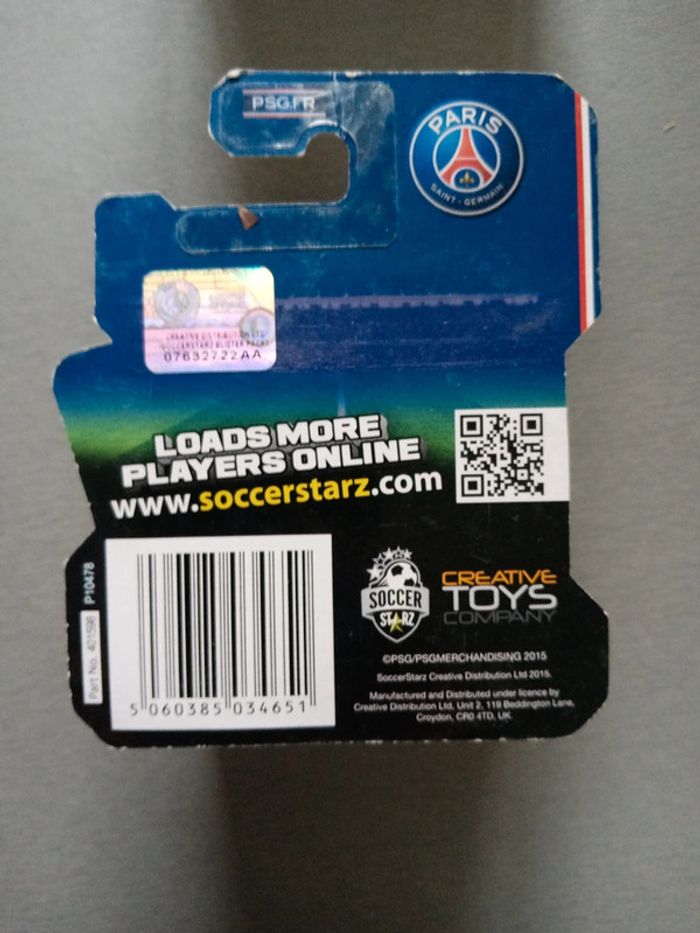 PSG.FR
PARIS
SAINT - GERMAIN
CREATIVE DISTRIBUTION LTD
SOCCERSTARZ BLISTER PACKS
07632722AA
LOADS MORE
PLAYERS ONLINE
www.soccerstarz.com
Part No. 401598 P10478
5 060385 034651
SOCCER
STARZ
CREATIVE
TOYS
COMPANY
©PSG/PSGMERCHANDISING 2015
SoccerStarz Creative Distribution Ltd 2015.
Manufactured and Distributed under licence by
Creative Distribution Ltd, Unit 2, 119 Beddington Lane,
Croydon, CR0 4TD, UK